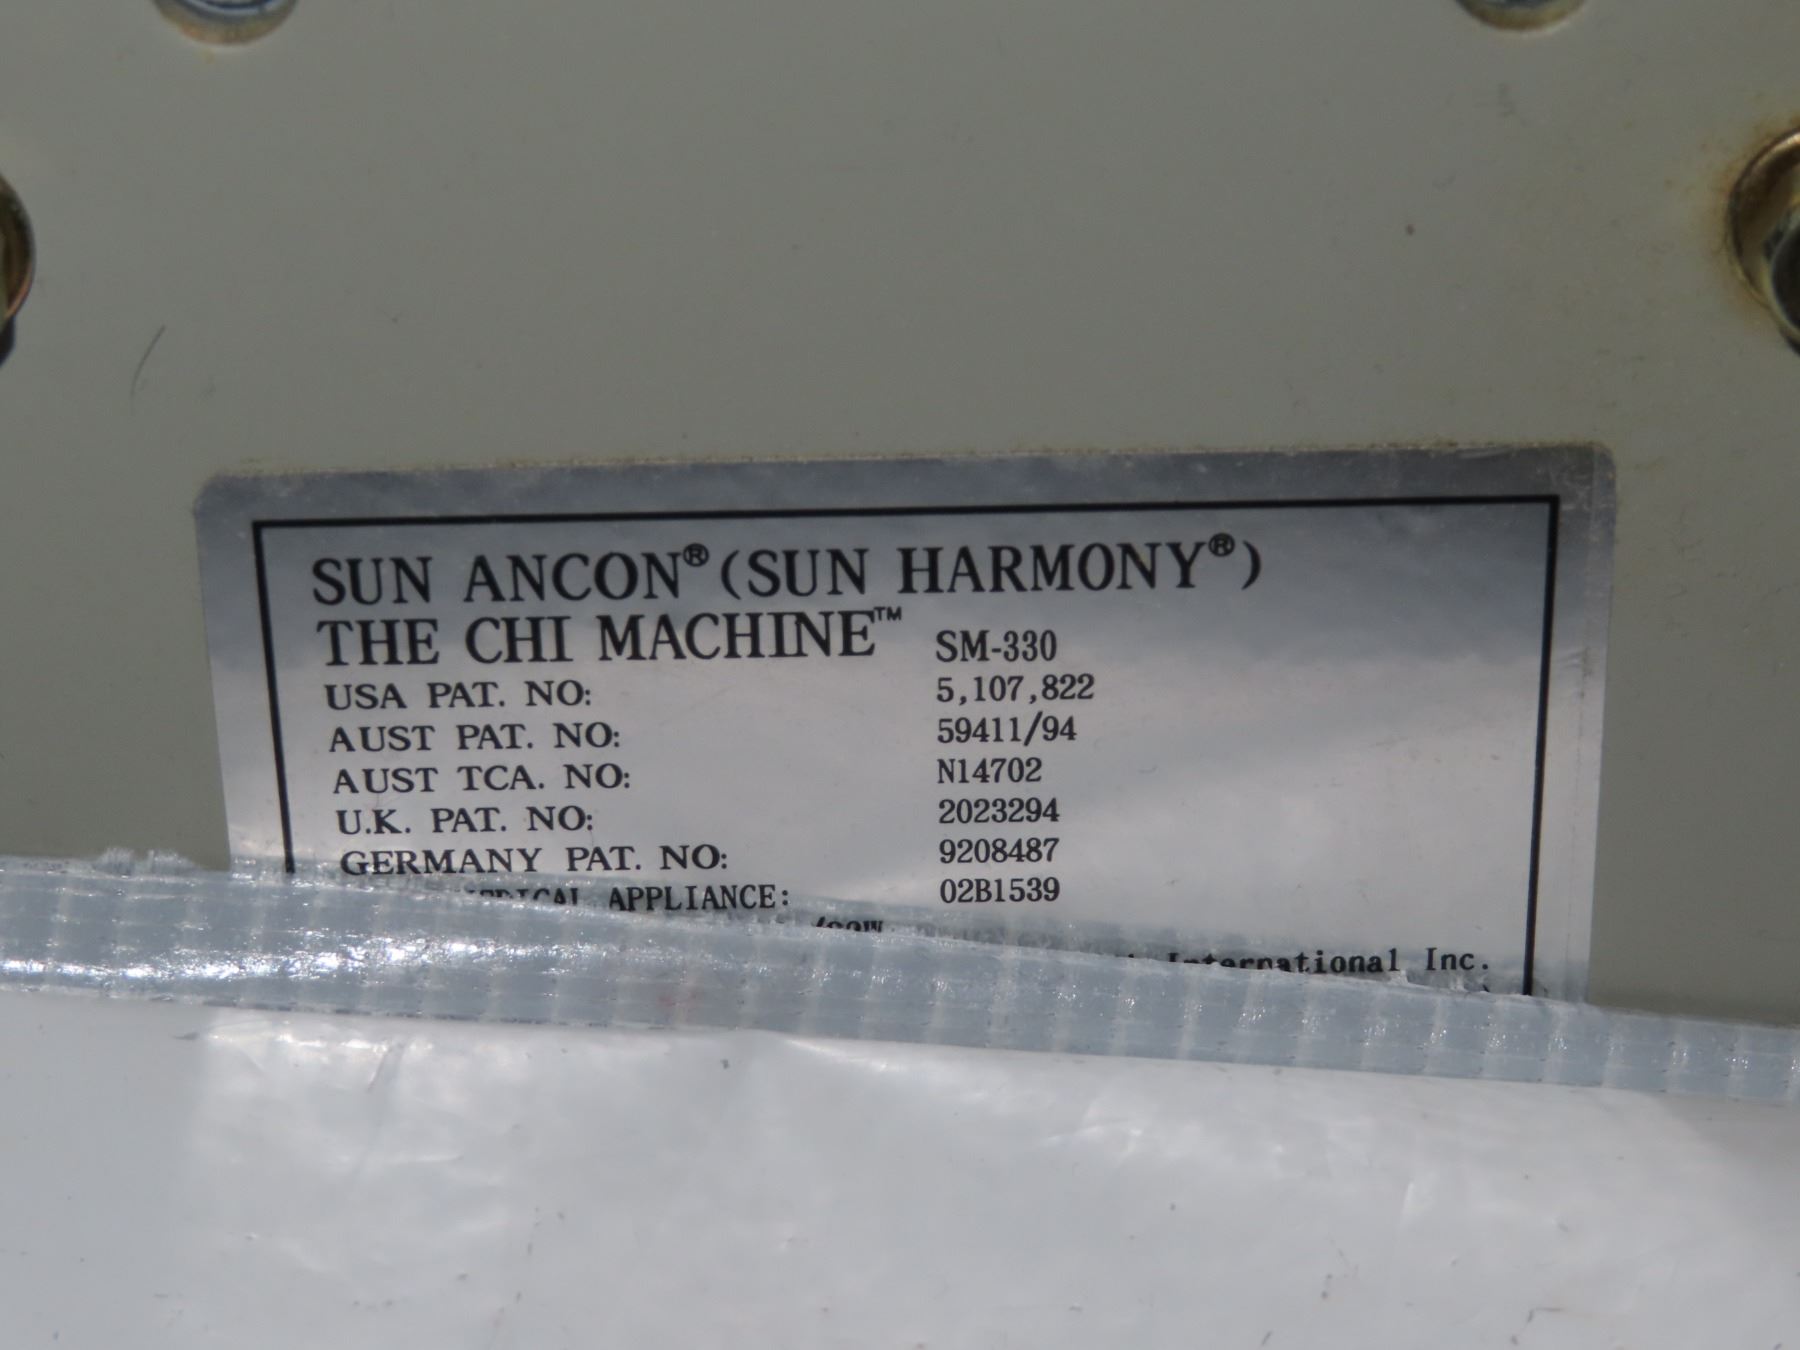 SUN ANCON® (SUN HARMONY®)
THE CHI MACHINE™ SM-330
USA PAT. NO: 5,107,822
AUST PAT. NO: 59411/94
AUST TCA. NO: N14702
U.K. PAT. NO: 2023294
GERMANY PAT. NO: 9208487
APPLIANCE: 02B1539
International Inc.